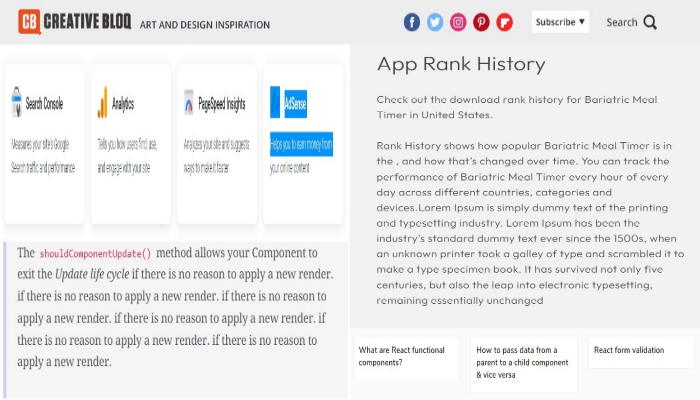 CB CREATIVE BLOQ ART AND DESIGN INSPIRATION
Subscribe ▼
Search
Search Console
Measures your site's Google
Search traffic and performance
Analytics
Tells you how users find, use,
and engage with your site
PageSpeed Insights
Analyzes your site and suggests
ways to make it faster
AdSense
Helps you to earn money from
your online content
The shouldComponentUpdate() method allows your Component to
exit the Update life cycle if there is no reason to apply a new render.
if there is no reason to apply a new render. if there is no reason to
apply a new render. if there is no reason to apply a new render. if
there is no reason to apply a new render. if there is no reason to
apply a new render.
App Rank History
Check out the download rank history for Bariatric Meal
Timer in United States.
Rank History shows how popular Bariatric Meal Timer is in
the , and how that's changed over time. You can track the
performance of Bariatric Meal Timer every hour of every
day across different countries, categories and
devices.Lorem Ipsum is simply dummy text of the printing
and typesetting industry. Lorem Ipsum has been the
industry's standard dummy text ever since the 1500s, when
an unknown printer took a galley of type and scrambled it to
make a type specimen book. It has survived not only five
centuries, but also the leap into electronic typesetting,
remaining essentially unchanged
What are React functional
components?
How to pass data from a
parent to a child component
& vice versa
React form validation